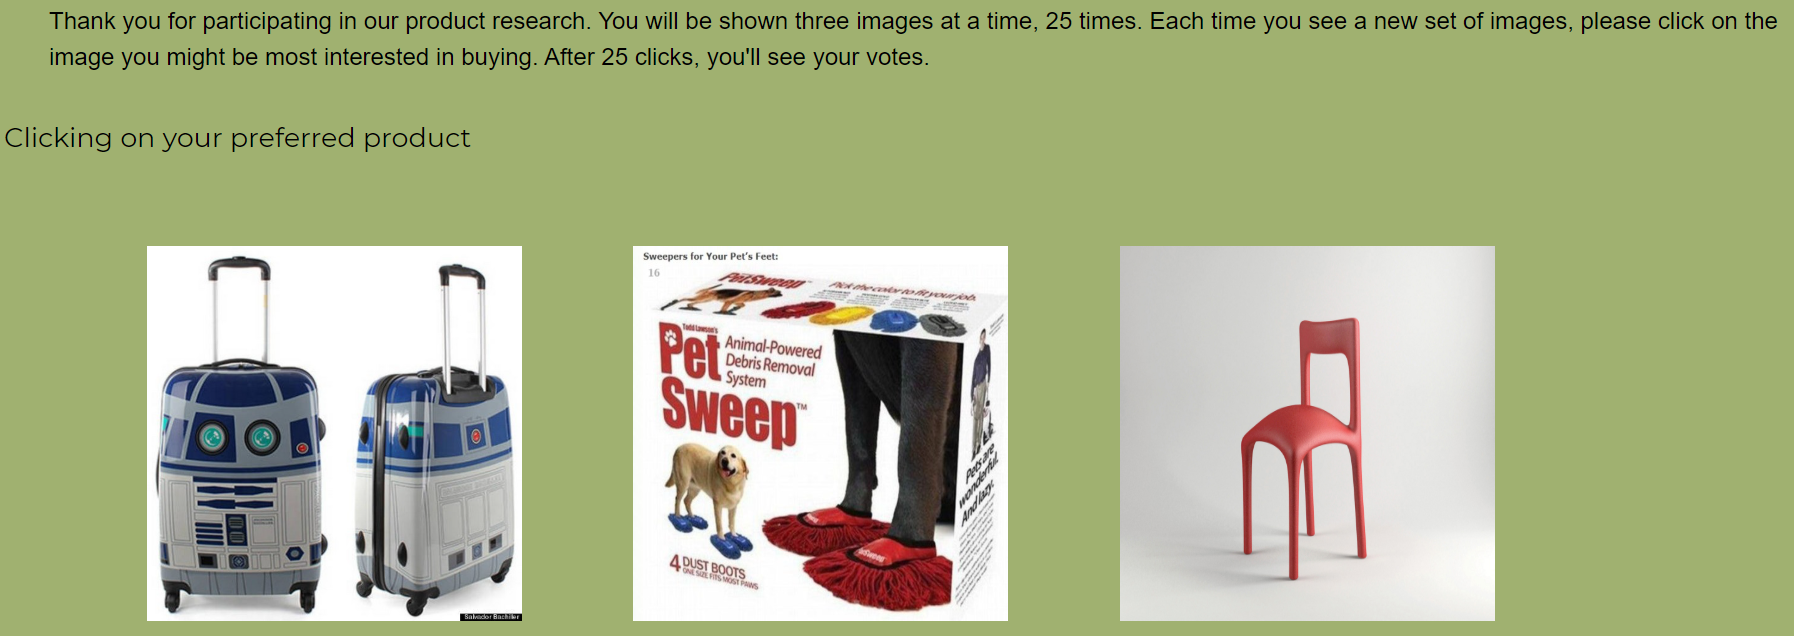 Thank you for participating in our product research. You will be shown three images at a time, 25 times. Each time you see a new set of images, please click on the
image you might be most interested in buying. After 25 clicks, you'll see your votes.
Clicking on your preferred product
Salvador Bachiller
Sweepers for Your Pet's Feet:
16
PetSweep
Pick the color to fit your job.
Todd Lawson's
Pet
Sweep™
Animal-Powered
Debris Removal
System
4 DUST BOOTS
ONE SIZE FITS MOST PAWS
Pets are
wonderful.
And lazy.